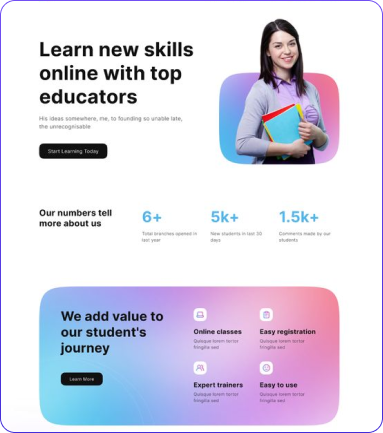 Learn new skills
online with top
educators
His ideas somewhere, me, to founding so unable late,
the unrecognisable
Start Learning Today
Our numbers tell
more about us
6+
Total branches opened in
last year
5k+
New students in last 30
days
1.5k+
Comments made by our
students
We add value to
our student's
journey
Learn More
Online classes
Quisque lorem tortor
fringilla sed
Easy registration
Quisque lorem tortor
fringilla sed
Expert trainers
Quisque lorem tortor
fringilla sed
Easy to use
Quisque lorem tortor
fringilla sed